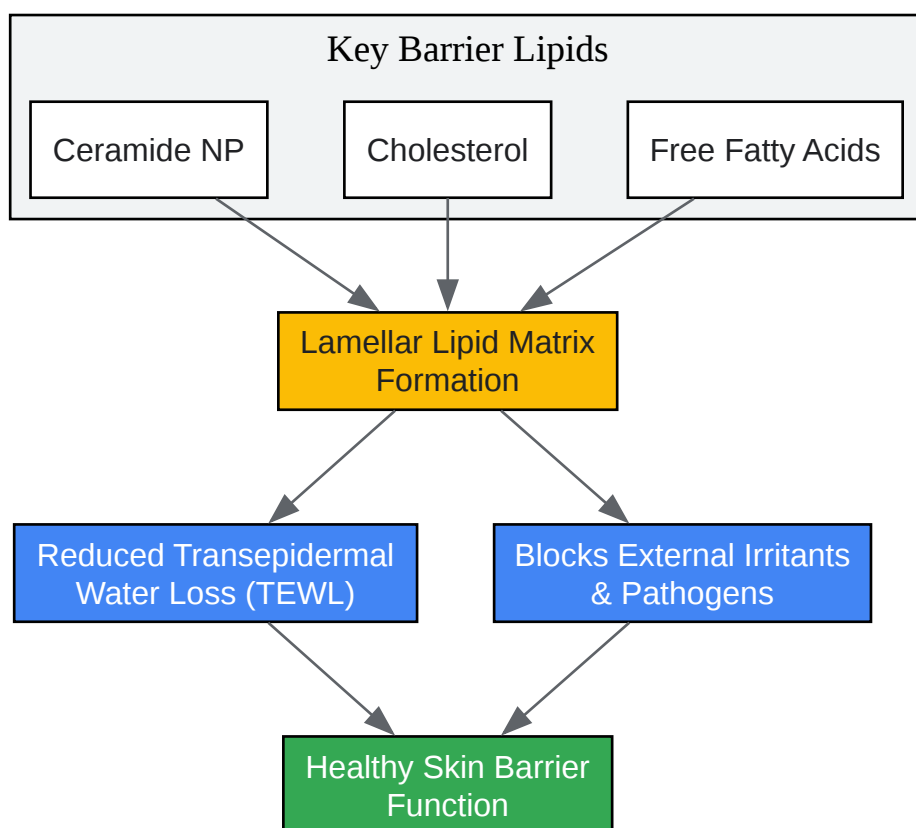 Key Barrier Lipids
Ceramide NP
Cholesterol
Free Fatty Acids
Lamellar Lipid Matrix
Formation
Reduced Transepidermal
Water Loss (TEWL)
Blocks External Irritants
& Pathogens
Healthy Skin Barrier
Function